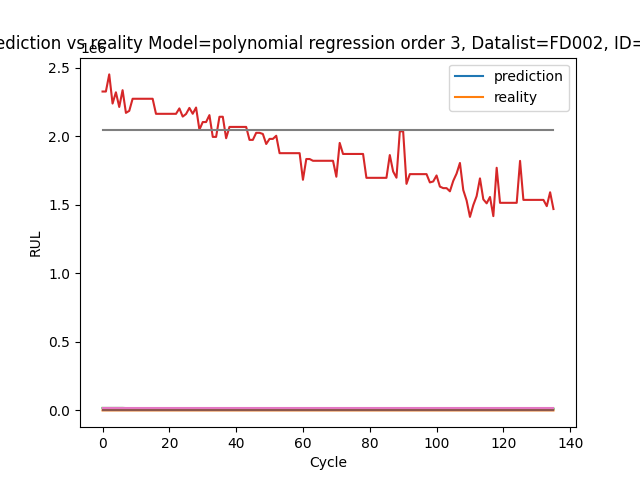 ediction vs reality Model=polynomial regression order 3, Datalist=FD002, ID=
1e6
prediction
reality
2.5
2.0
1.5
1.0
0.5
0.0
RUL
0 20 40 60 80 100 120 140
Cycle